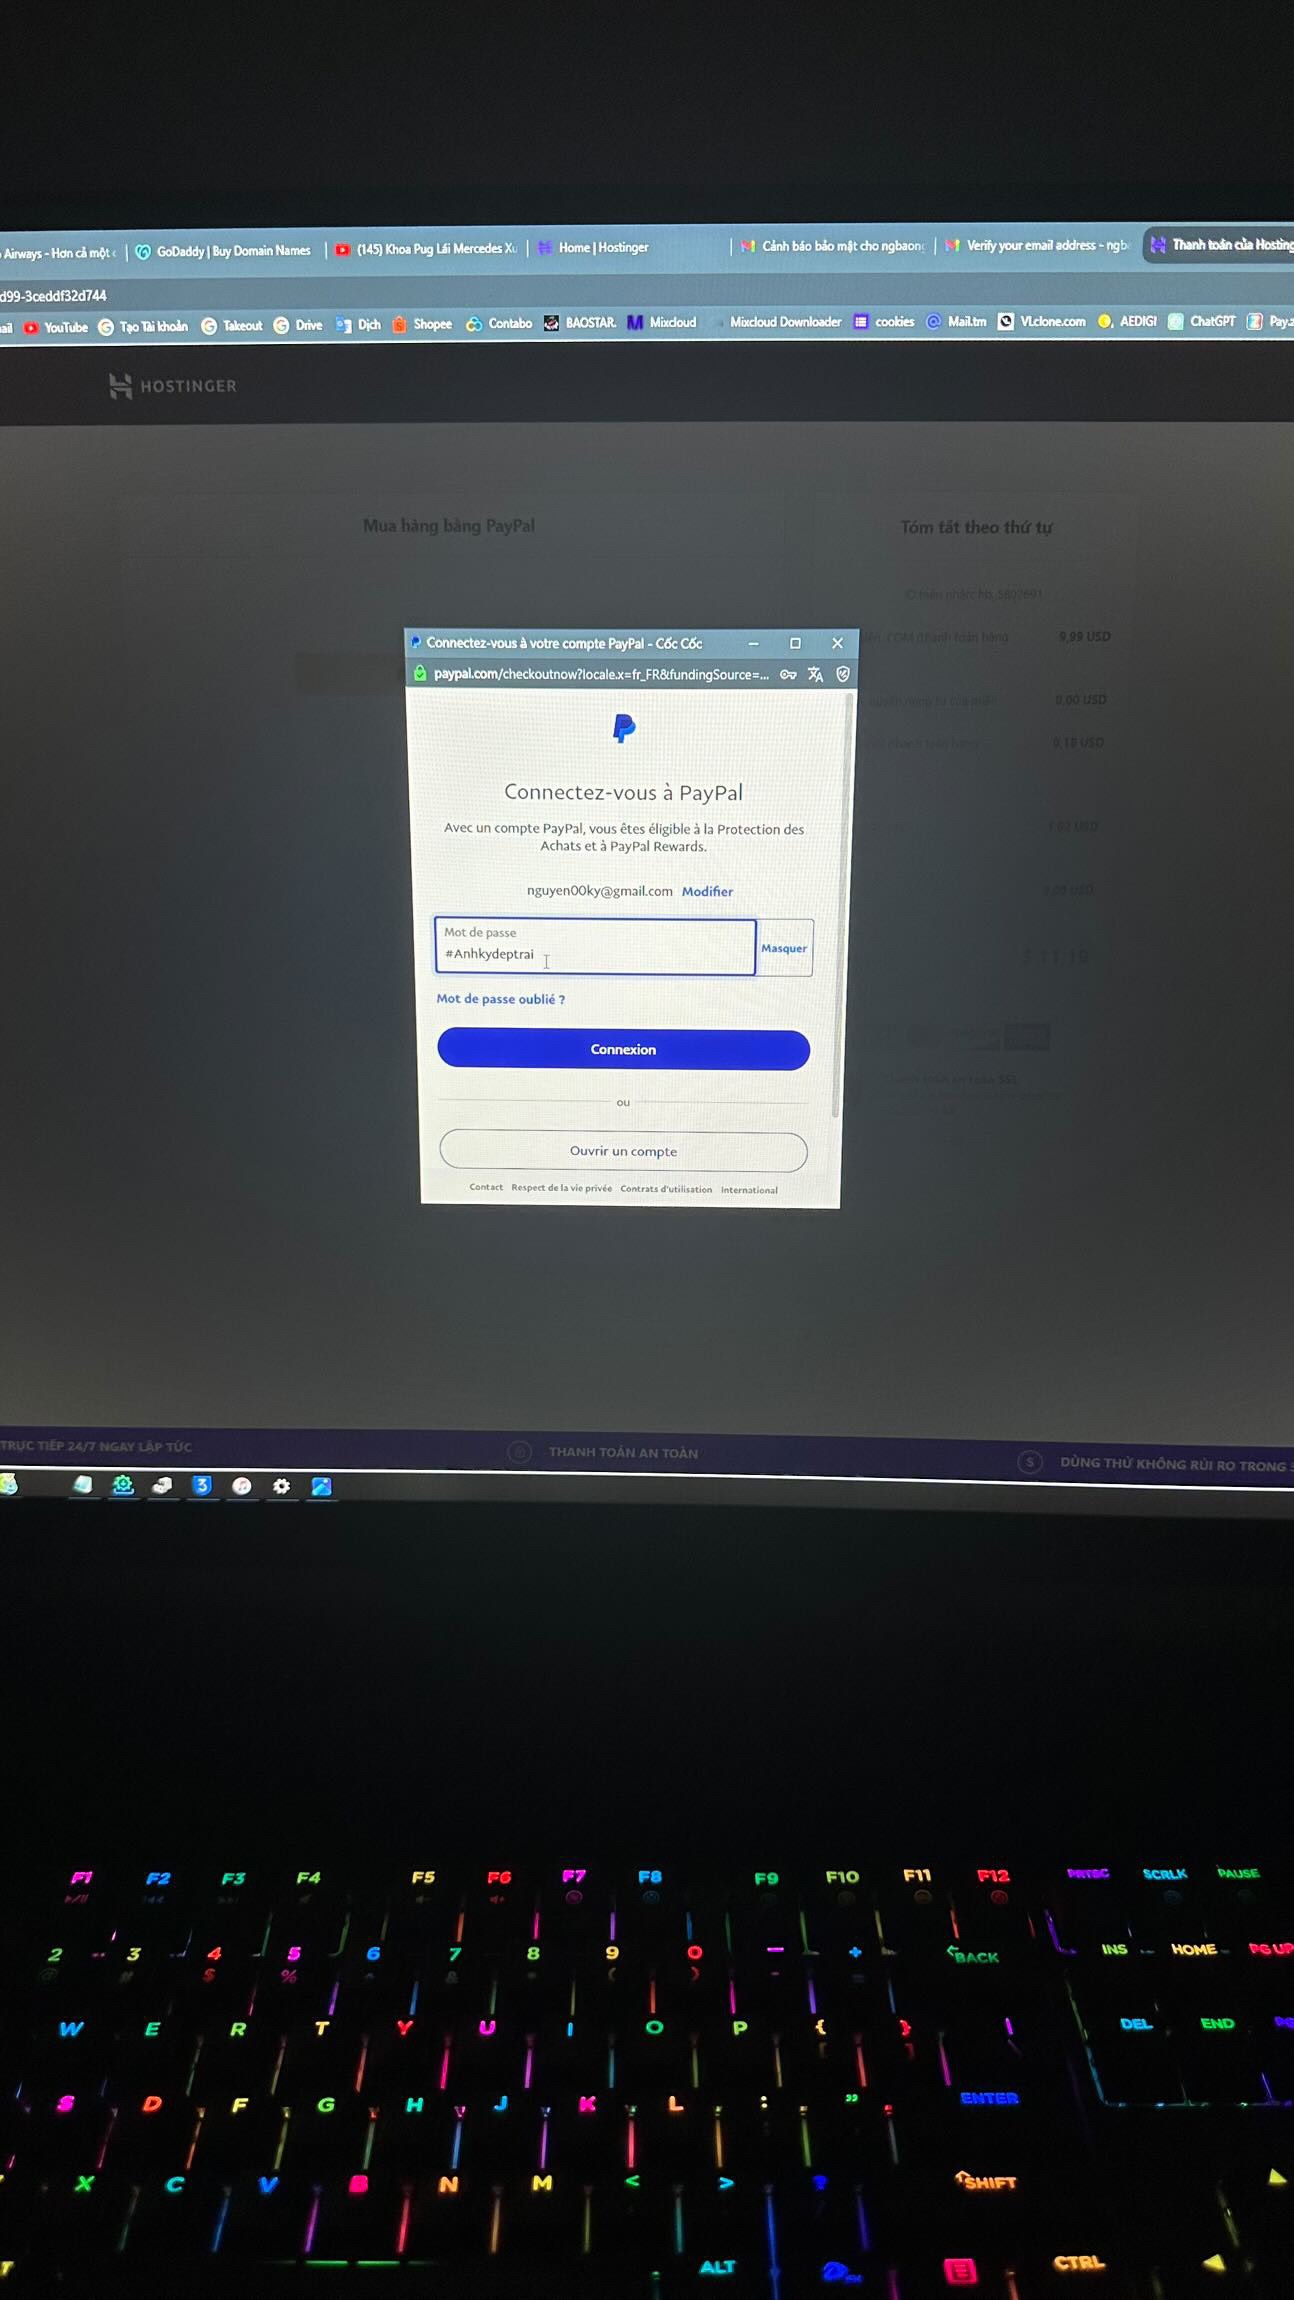 Airways - Hơn cả một
GoDaddy | Buy Domain Names
(145) Khoa Pug Lái Mercedes Xu
Home | Hostinger
Cảnh báo bảo mật cho ngbaon
Verify your email address - ngb
Thanh toán của Hosting
d99-3ceddf32d744
ail
YouTube
Tạo Tài khoản
Takeout
Drive
Dịch
Shopee
Contabo
BAOSTAR.
Mixcloud
Mixcloud Downloader
cookies
Mail.tm
VLclone.com
AEDIGI
ChatGPT
Pay.z
HOSTINGER
Mua hàng bằng PayPal
Tóm tắt theo thứ tự
9,99 USD
0,00 USD
0,18 USD
Connectez-vous à votre compte PayPal - Cốc Cốc
paypal.com/checkoutnow?locale.x=fr_FR&fundingSource=...
Connectez-vous à PayPal
Avec un compte PayPal, vous êtes éligible à la Protection des
Achats et à PayPal Rewards.
nguyen00ky@gmail.com Modifier
Mot de passe
#Anhkydeptrai
Masquer
Mot de passe oublié ?
Connexion
ou
Ouvrir un compte
Contact Respect de la vie privée Contrats d'utilisation International
TRỰC TIẾP 24/7 NGAY LẬP TỨC
THANH TOÁN AN TOÀN
DÙNG THỬ KHÔNG RỦI RO TRONG
F1 F2 F3 F4 F5 F6 F7 F8 F9 F10 F11 F12 PRTSC SCRLK PAUSE
2 3 4 5 6 7 8 9 0 - + BACK INS HOME PG UP
$ %
W E R T Y U I O P { } DEL END
S D F G H J K L : " ENTER
X C V B N M < > ? SHIFT
ALT CTRL